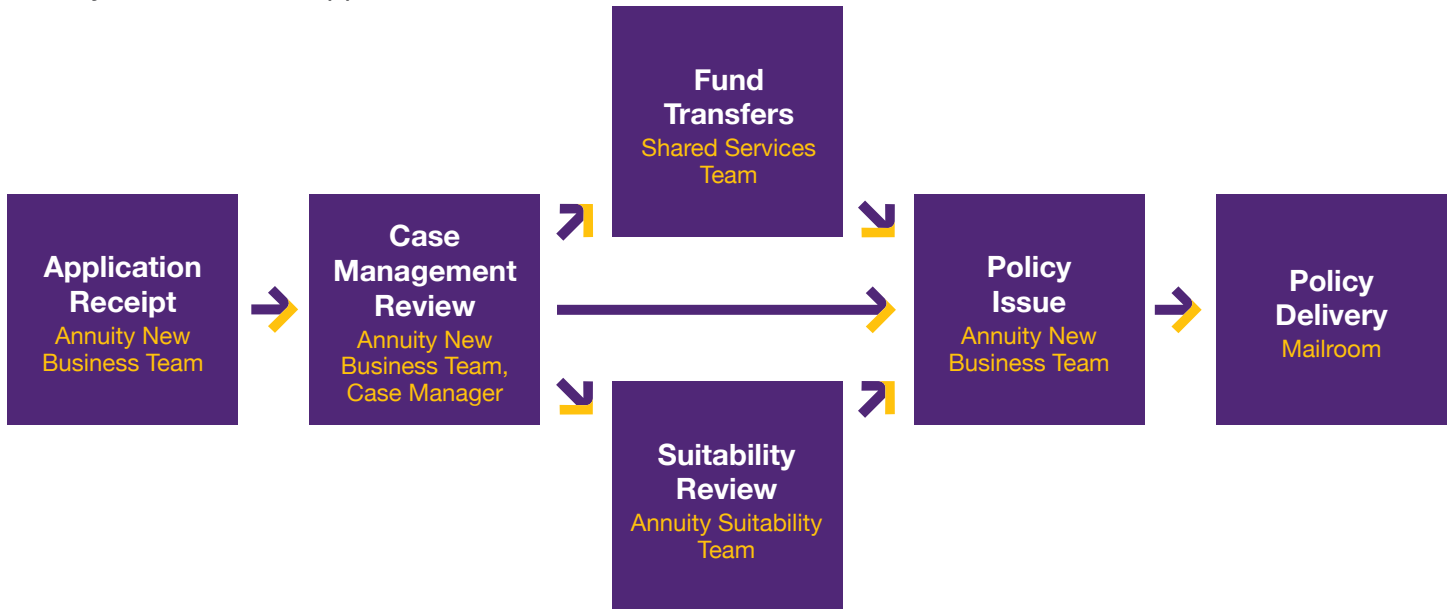 Application
Receipt
Annuity New
Business Team
Case
Management
Review
Annuity New
Business Team,
Case Manager
Fund
Transfers
Shared Services
Team
Suitability
Review
Annuity Suitability
Team
Policy
Issue
Annuity New
Business Team
Policy
Delivery
Mailroom